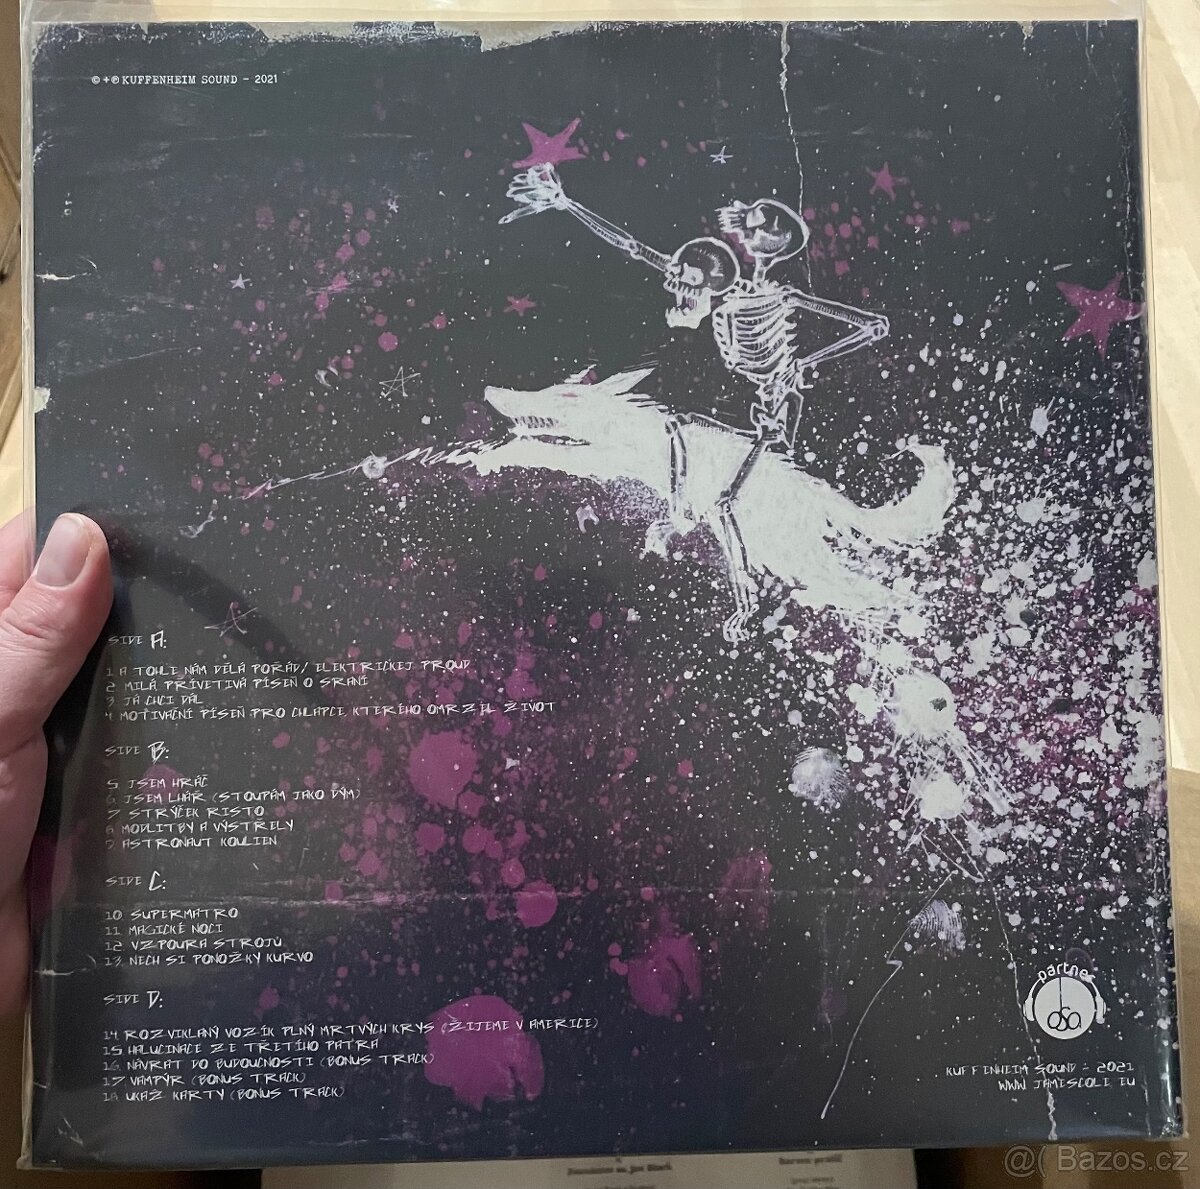 © + ℗ KUFFENHEIM SOUND - 2021
SIDE A:
1. A TOHLE NÁM DĚLÁ POŘÁD/ ELEKTRICKEJ PROUD
2. MILÁ, PŘÍVĚTIVÁ PÍSEŇ O SRANÍ
3. JÁ CHCI DÁL
4. MOTIVAČNÍ PÍSEŇ PRO CHLAPCE, KTERÉHO OMRZEL ŽIVOT
SIDE B:
5. JSEM HRÁČ
6. JSEM LHÁŘ (STOUPÁM JAKO DÝM)
7. STRÝČEK RISTO
8. MODLITBY A VÝSTŘELY
9. ASTRONAUT KOULIEN
SIDE C:
10. SUPERMATRO
11. MAGICKÉ NOCI
12. VZPOURA STROJŮ
13. NECH SI PONOŽKY KURVO
SIDE D:
14. ROZVIKLANÝ VOZÍK PLNÝ MRTVÝCH KRYS (ŽIJEME V AMERICE)
15. HALUCINACE ZE TŘETÍHO PATRA
16. NÁVRAT DO BUDOUCNOSTI (BONUS TRACK)
17. VAMPÝR (BONUS TRACK)
18. UKAŽ KARTY (BONUS TRACK)
partner
osa
KUFFENHEIM SOUND - 2021
WWW.JAMESCOLE.EU
Bazos.cz